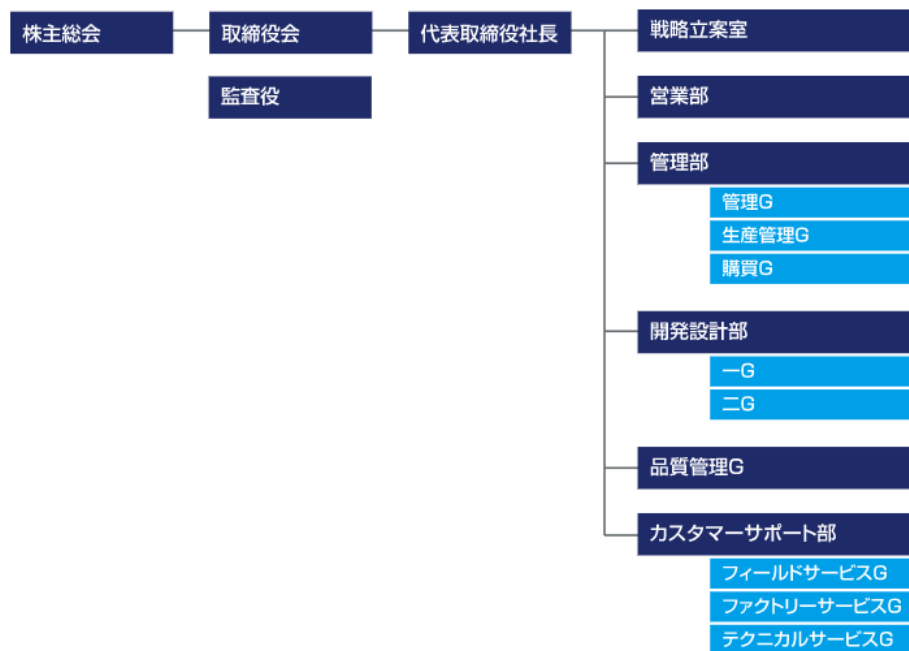 株主総会
取締役会
監査役
代表取締役社長
戦略立案室
営業部
管理部
管理G
生産管理G
購買G
開発設計部
一G
二G
品質管理G
カスタマーサポート部
フィールドサービスG
ファクトリーサービスG
テクニカルサービスG